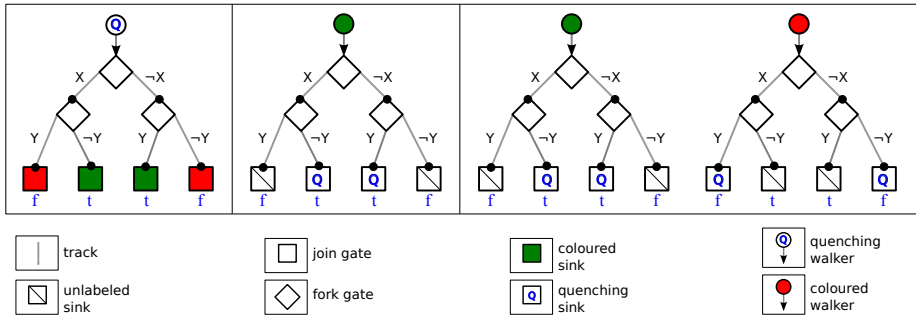 Q
X ¬X X ¬X X ¬X X ¬X
Y ¬Y Y ¬Y Y ¬Y Y ¬Y Y ¬Y Y ¬Y Y ¬Y Y ¬Y
Q Q Q Q Q Q
f t t f f t t f f t t f f t t f
track
join gate
coloured
sink
Q
quenching
walker
unlabeled
sink
fork gate
Q
quenching
sink
coloured
walker